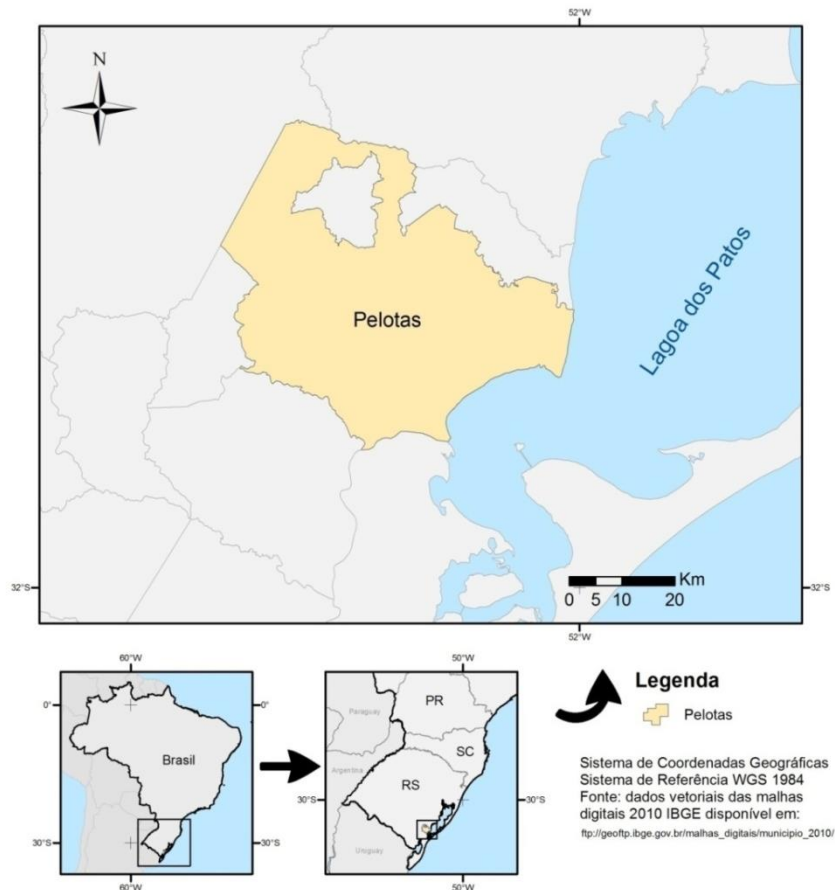 52°W
N
Lagoa dos Patos
Pelotas
32°S
32°S
Km
0 5 10 20
52°W
60°W
50°W
0°
0°
Brasil
30°S
30°S
60°W
Paraguay
PR
Argentina
SC
RS
30°S
30°S
Uruguay
50°W
Legenda
Pelotas
Sistema de Coordenadas Geográficas
Sistema de Referência WGS 1984
Fonte: dados vetoriais das malhas
digitais 2010 IBGE disponível em:
ftp://geoftp.ibge.gov.br/malhas_digitais/municipio_2010/